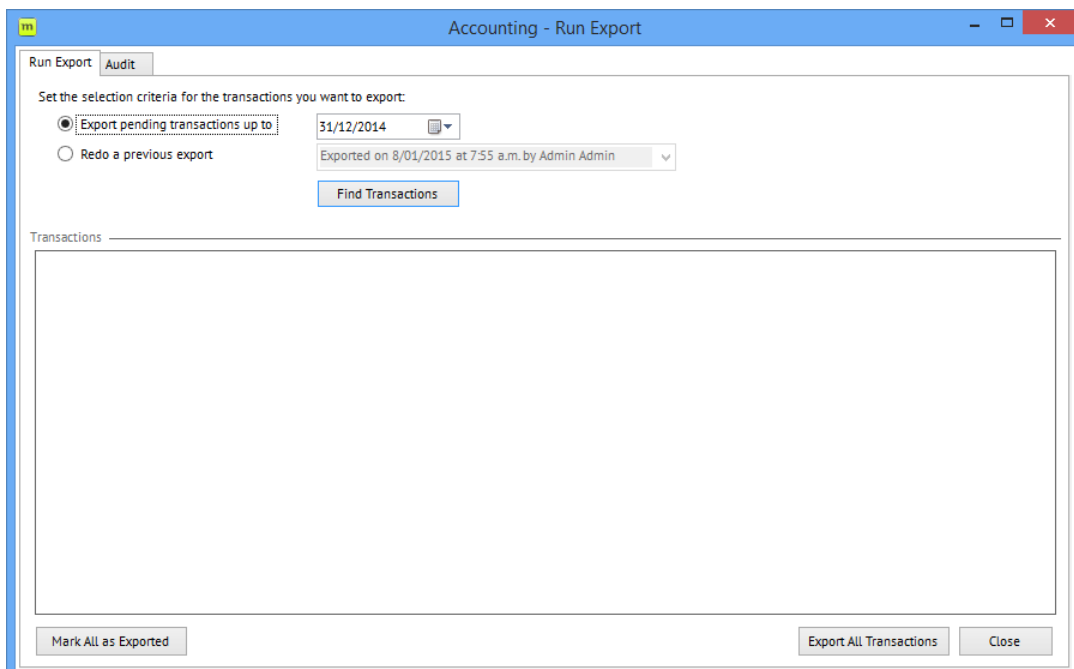 m
Accounting - Run Export
Run Export Audit
Set the selection criteria for the transactions you want to export:
Export pending transactions up to 31/12/2014
Redo a previous export Exported on 8/01/2015 at 7:55 a.m. by Admin Admin
Find Transactions
Transactions
Mark All as Exported Export All Transactions Close